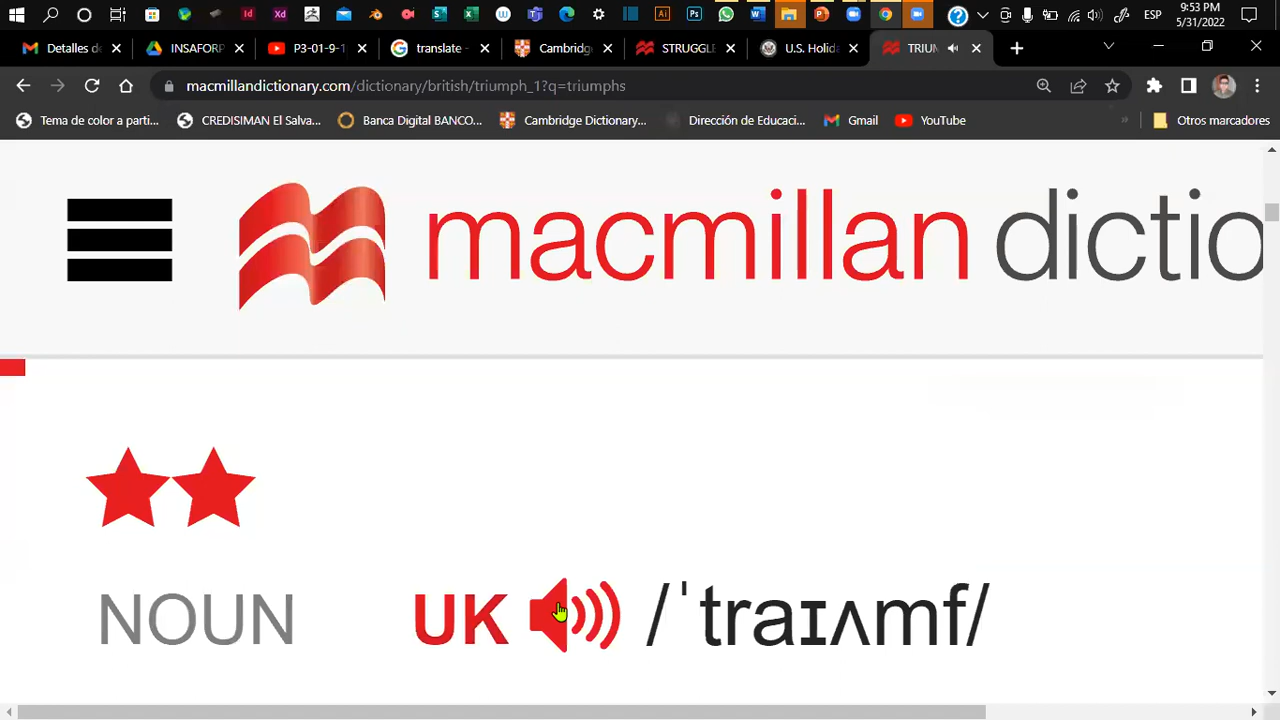 9:53 PM
ESP
5/31/2022
Detalles de
INSAFORP
P3-01-9-1
translate -
Cambridge
STRUGGLE
U.S. Holida
TRIUM
macmillandictionary.com/dictionary/british/triumph_1?q=triumphs
Tema de color a parti...
CREDISIMAN El Salva...
Banca Digital BANCO...
Cambridge Dictionary...
Dirección de Educaci...
Gmail
YouTube
Otros marcadores
macmillan dictio
NOUN UK /ˈtraɪʌmf/